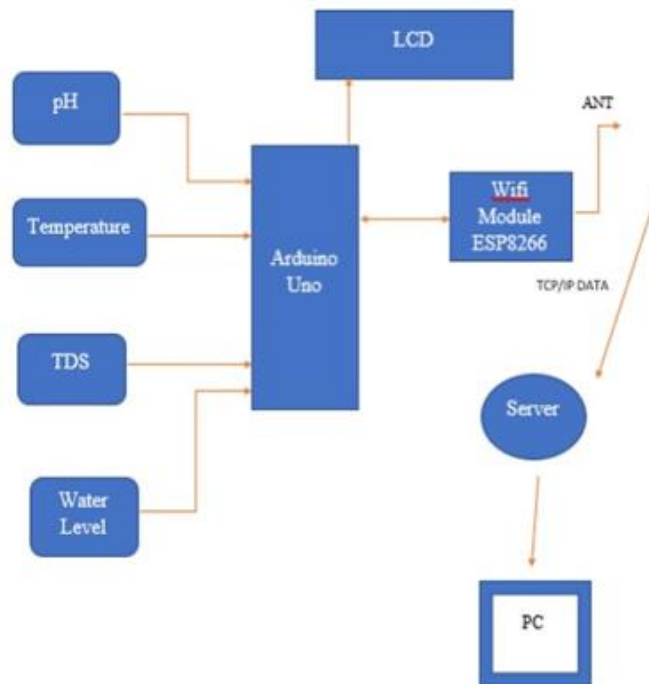 LCD
pH
ANT
Wifi
Module
ESP8266
Temperature
Arduino
Uno
TCP/IP DATA
TDS
Server
Water
Level
PC